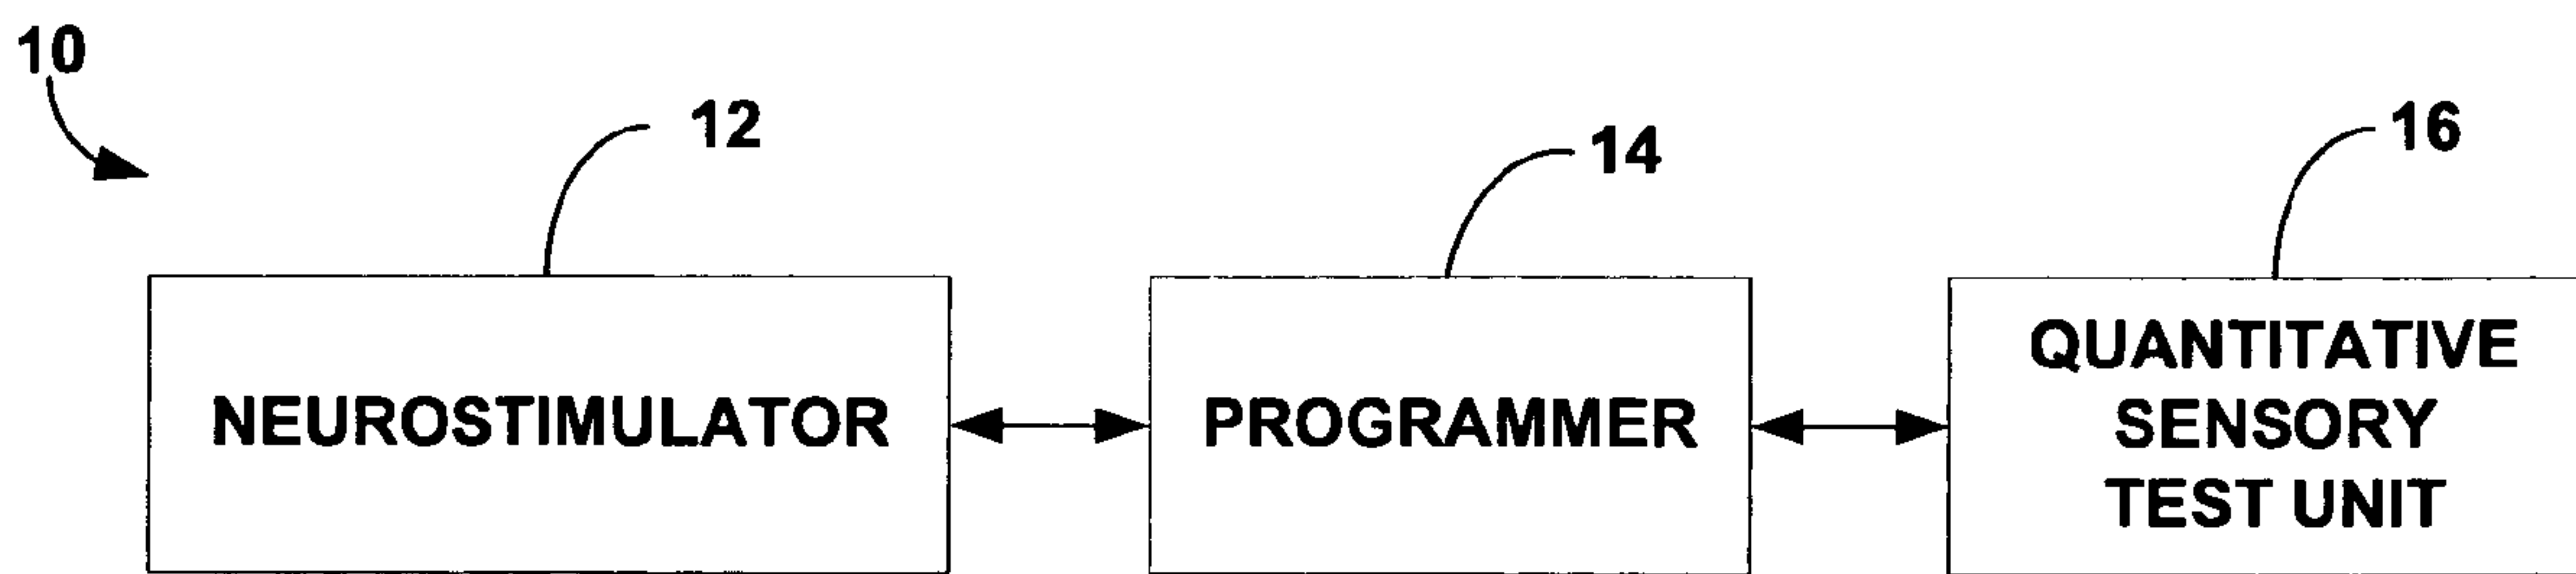 10
12
14
16
NEUROSTIMULATOR
PROGRAMMER
QUANTITATIVE
SENSORY
TEST UNIT